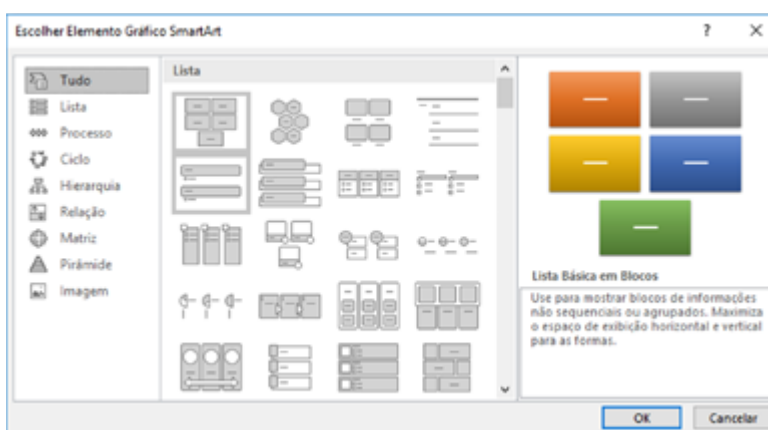 Escolher Elemento Gráfico SmartArt
Tudo
Lista
Processo
Ciclo
Hierarquia
Relação
Matriz
Pirâmide
Imagem
Lista
Lista Básica em Blocos
Use para mostrar blocos de informações
não sequenciais ou agrupados. Maximiza
o espaço de exibição horizontal e vertical
para as formas.
OK
Cancelar